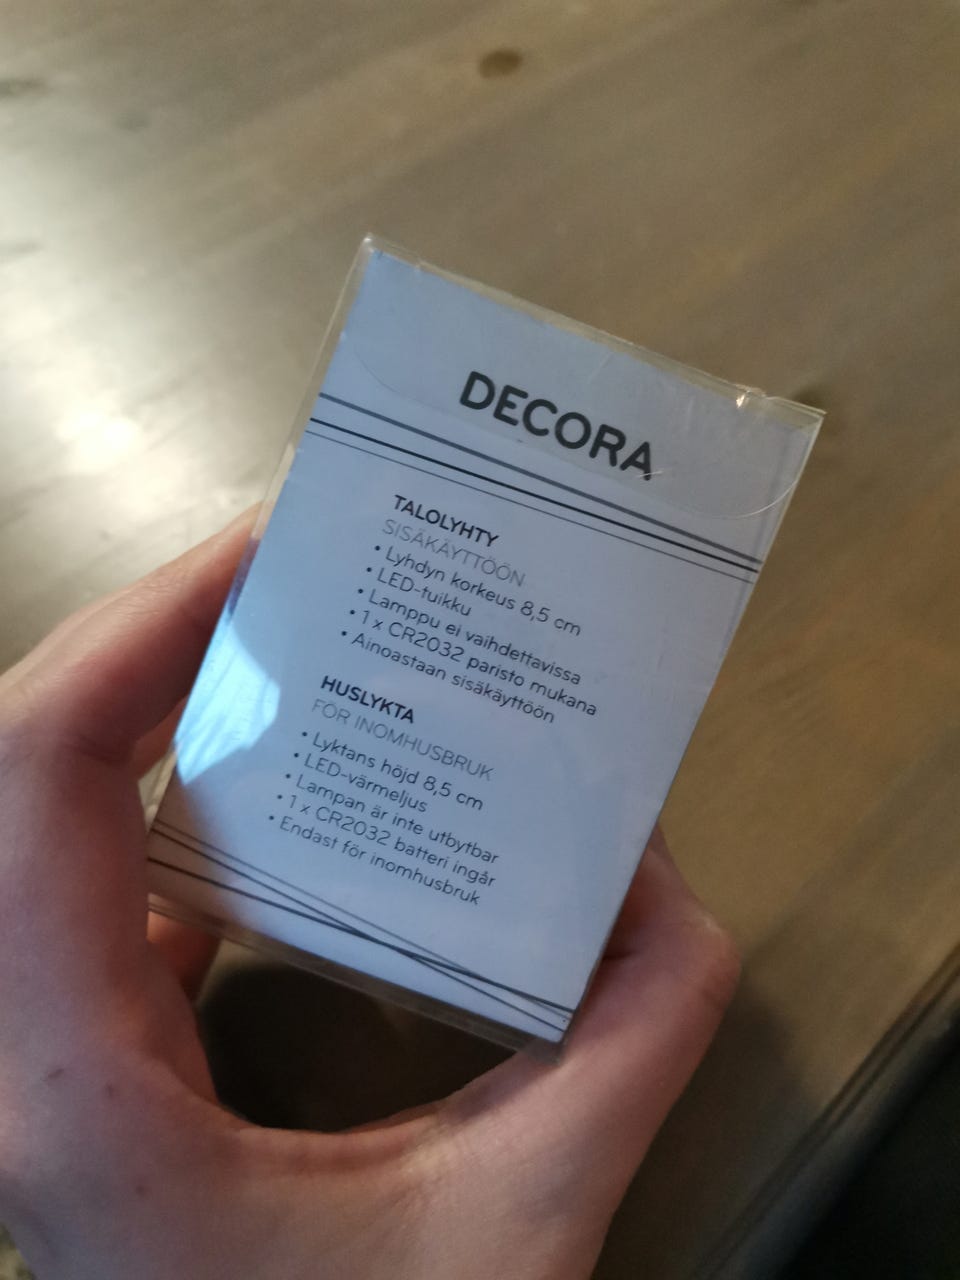 DECORA
TALOLYHTY
SISÄKÄYTTÖÖN
• Lyhdyn korkeus 8,5 cm
• LED-tuikku
• Lamppu ei vaihdettavissa
• 1 x CR2032 paristo mukana
• Ainoastaan sisäkäyttöön
HUSLYKTA
FÖR INOMHUSBRUK
• Lyktans höjd 8,5 cm
• LED-värmeljus
• Lampan är inte utbytbar
• 1 x CR2032 batteri ingår
• Endast för inomhusbruk